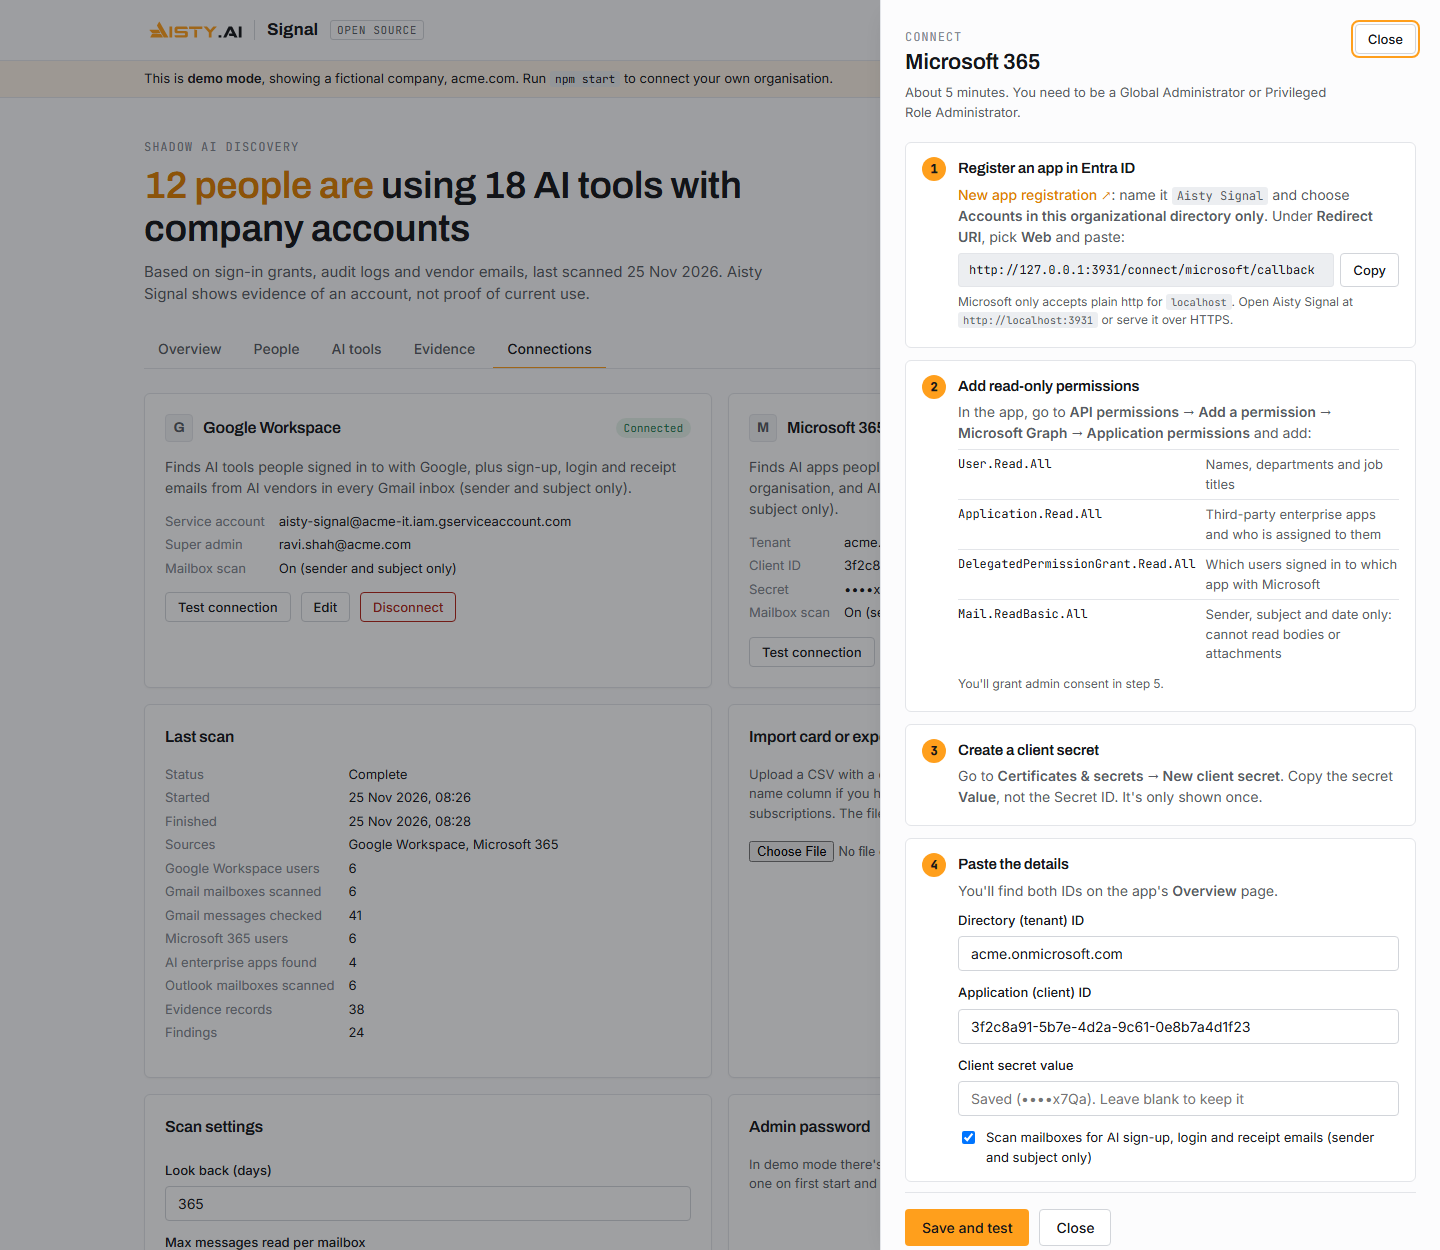 AISTY.AI Signal OPEN SOURCE
This is demo mode, showing a fictional company, acme.com. Run npm start to connect your own organisation.
SHADOW AI DISCOVERY
12 people are using 18 AI tools with
company accounts
Based on sign-in grants, audit logs and vendor emails, last scanned 25 Nov 2026. Aisty
Signal shows evidence of an account, not proof of current use.
Overview People AI tools Evidence Connections
G Google Workspace Connected
Finds AI tools people signed in to with Google, plus sign-up, login and receipt
emails from AI vendors in every Gmail inbox (sender and subject only).
Service account aisty-signal@acme-it.iam.gserviceaccount.com
Super admin ravi.shah@acme.com
Mailbox scan On (sender and subject only)
Test connection Edit Disconnect
M Microsoft 365
Finds AI apps peopl
organisation, and AI
subject only).
Tenant acme.
Client ID 3f2c8
Secret ••••x
Mailbox scan On (se
Test connection
Last scan
Status Complete
Started 25 Nov 2026, 08:26
Finished 25 Nov 2026, 08:28
Sources Google Workspace, Microsoft 365
Google Workspace users 6
Gmail mailboxes scanned 6
Gmail messages checked 41
Microsoft 365 users 6
AI enterprise apps found 4
Outlook mailboxes scanned 6
Evidence records 38
Findings 24
Import card or exp
Upload a CSV with a
name column if you h
subscriptions. The file
Choose File No file
Scan settings
Look back (days)
365
Max messages read per mailbox
Admin password
In demo mode there's
one on first start and
CONNECT
Microsoft 365
Close
About 5 minutes. You need to be a Global Administrator or Privileged
Role Administrator.
1 Register an app in Entra ID
New app registration ↗: name it Aisty Signal and choose
Accounts in this organizational directory only. Under Redirect
URI, pick Web and paste:
http://127.0.0.1:3931/connect/microsoft/callback Copy
Microsoft only accepts plain http for localhost. Open Aisty Signal at
http://localhost:3931 or serve it over HTTPS.
2 Add read-only permissions
In the app, go to API permissions → Add a permission →
Microsoft Graph → Application permissions and add:
User.Read.All Names, departments and job
titles
Application.Read.All Third-party enterprise apps
and who is assigned to them
DelegatedPermissionGrant.Read.All Which users signed in to which
app with Microsoft
Mail.ReadBasic.All Sender, subject and date only:
cannot read bodies or
attachments
You'll grant admin consent in step 5.
3 Create a client secret
Go to Certificates & secrets → New client secret. Copy the secret
Value, not the Secret ID. It's only shown once.
4 Paste the details
You'll find both IDs on the app's Overview page.
Directory (tenant) ID
acme.onmicrosoft.com
Application (client) ID
3f2c8a91-5b7e-4d2a-9c61-0e8b7a4d1f23
Client secret value
Saved (••••x7Qa). Leave blank to keep it
Scan mailboxes for AI sign-up, login and receipt emails (sender
and subject only)
Save and test Close